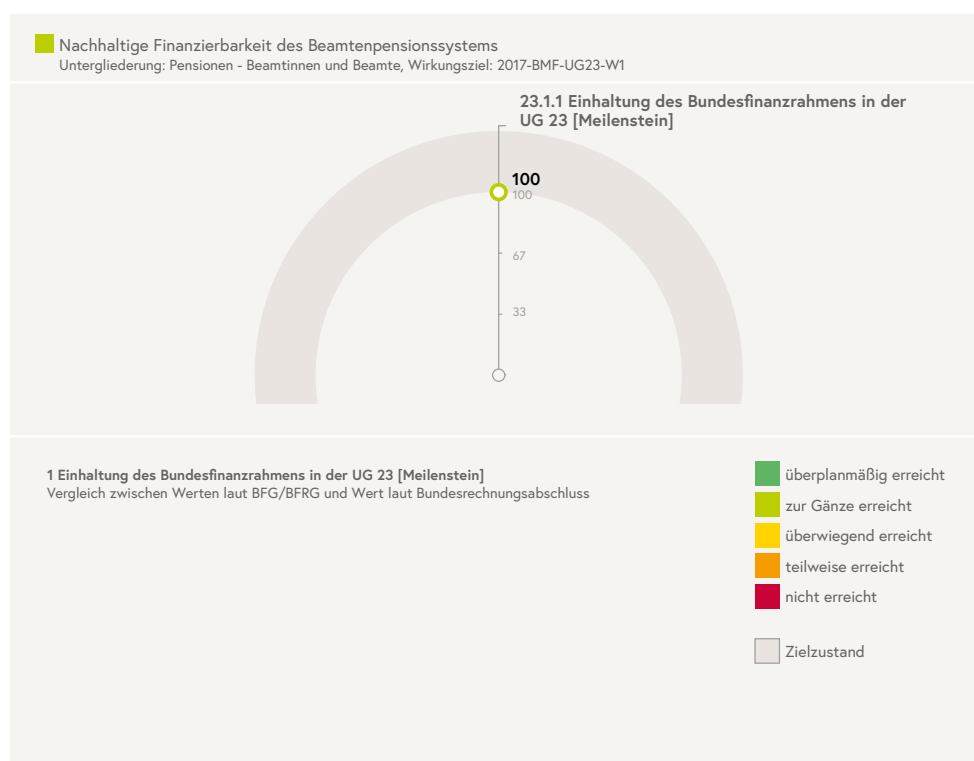 Nachhaltige Finanzierbarkeit des Beamtenpensionssystems
Untergliederung: Pensionen - Beamtinnen und Beamte, Wirkungsziel: 2017-BMF-UG23-W1
23.1.1 Einhaltung des Bundesfinanzrahmens in der
UG 23 [Meilenstein]
100
100
67
33
1 Einhaltung des Bundesfinanzrahmens in der UG 23 [Meilenstein]
Vergleich zwischen Werten laut BFG/BFRG und Wert laut Bundesrechnungsabschluss
überplanmäßig erreicht
zur Gänze erreicht
überwiegend erreicht
teilweise erreicht
nicht erreicht
Zielzustand